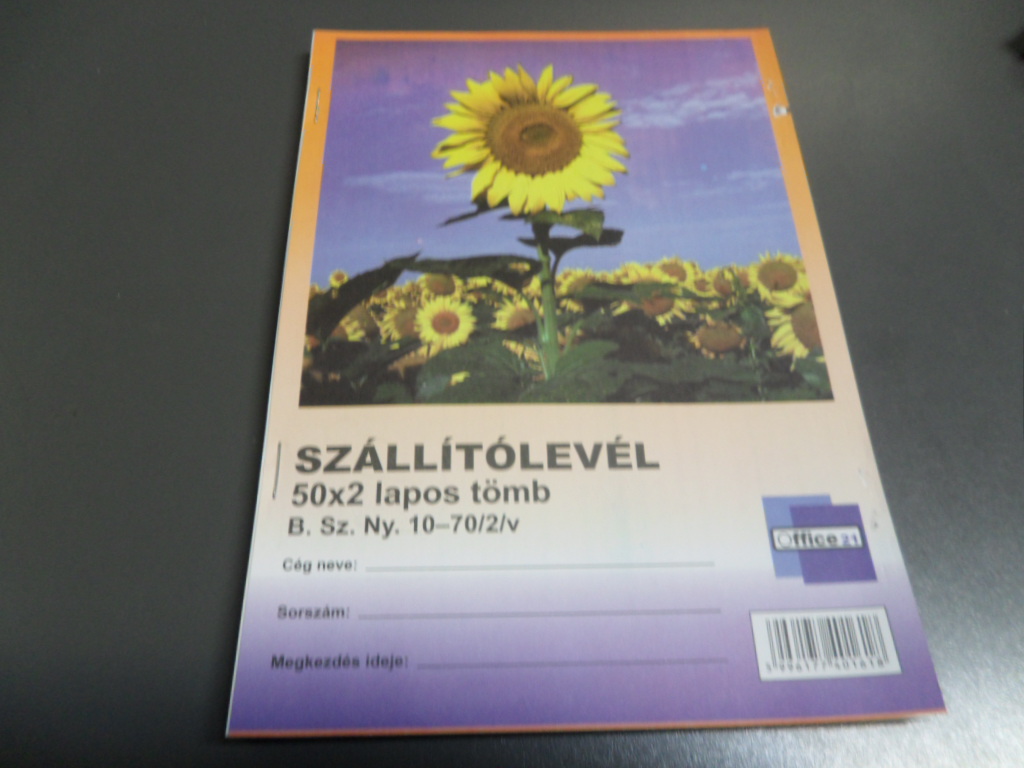 SZÁLLÍTÓLEVÉL
50x2 lapos tömb
B. Sz. Ny. 10–70/2/v
Cég neve:
Office 21
Sorszám:
Megkezdés ideje: